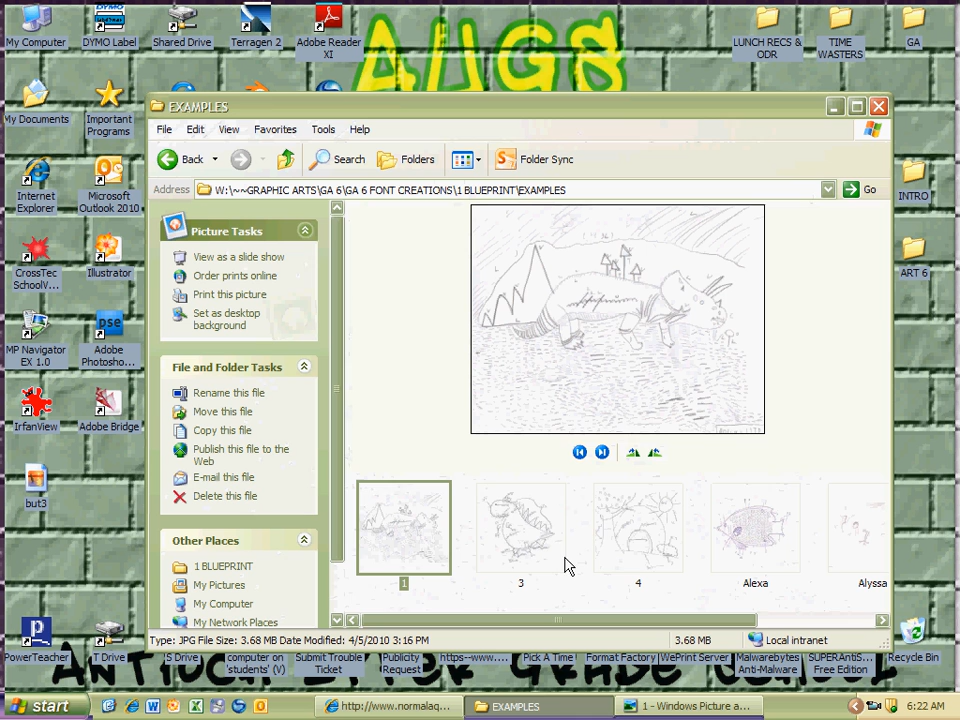 AUGS
My Computer
DYMO Label
Shared Drive
Terragen 2
Adobe Reader
XI
LUNCH RECS &
ODR
TIME
WASTERS
GA
My Documents
Important
Programs
Internet
Explorer
Microsoft
Outlook 2010
CrossTec
SchoolV...
Illustrator
MP Navigator
EX 1.0
Adobe
Photosho...
IrfanView
Adobe Bridge
but3
INTRO
ART 6
EXAMPLES
File Edit View Favorites Tools Help
Back Search Folders Folder Sync
Address W:\~~GRAPHIC ARTS\GA 6\GA 6 FONT CREATIONS\1 BLUEPRINT\EXAMPLES Go
Picture Tasks
View as a slide show
Order prints online
Print this picture
Set as desktop
background
File and Folder Tasks
Rename this file
Move this file
Copy this file
Publish this file to the
Web
E-mail this file
Delete this file
Other Places
1 BLUEPRINT
My Pictures
My Computer
My Network Places
1 3 4 Alexa Alyssa
Type: JPG File Size: 3.68 MB Date Modified: 4/5/2010 3:16 PM 3.68 MB Local intranet
PowerTeacher
T Drive
S Drive
computer on
'students' (V)
Submit Trouble
Ticket
Publicity
Request
https--www....
Pick A Time!
Format Factory
WePrint Server
Malwarebytes
Anti-Malware
SUPERAntiS...
Free Edition
Recycle Bin
start http://www.normalaq... EXAMPLES 1 - Windows Picture a... 6:22 AM